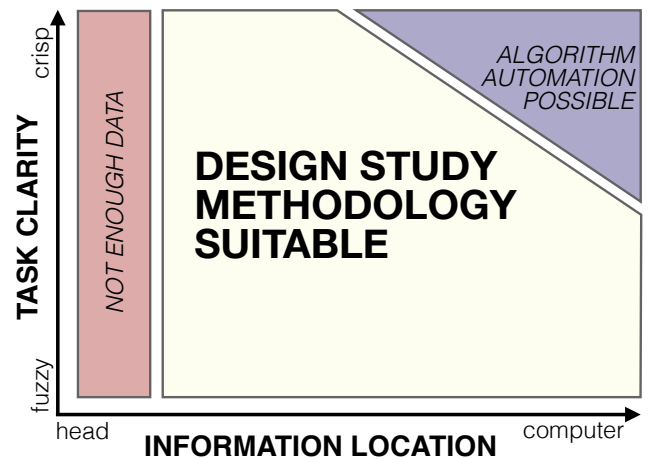 crisp
TASK CLARITY
fuzzy
NOT ENOUGH DATA
DESIGN STUDY
METHODOLOGY
SUITABLE
ALGORITHM
AUTOMATION
POSSIBLE
head
INFORMATION LOCATION
computer